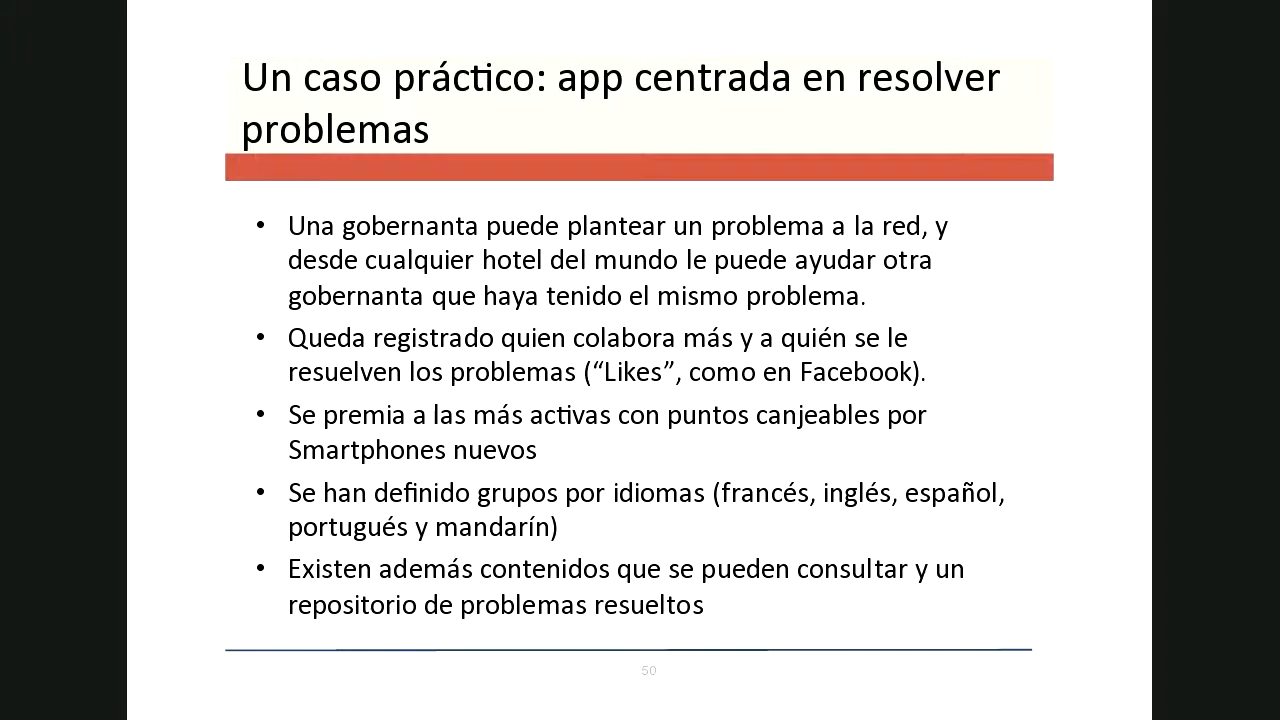 Un caso práctico: app centrada en resolver
problemas
• Una gobernanta puede plantear un problema a la red, y
desde cualquier hotel del mundo le puede ayudar otra
gobernanta que haya tenido el mismo problema.
• Queda registrado quien colabora más y a quién se le
resuelven los problemas (“Likes”, como en Facebook).
• Se premia a las más activas con puntos canjeables por
Smartphones nuevos
• Se han definido grupos por idiomas (francés, inglés, español,
portugués y mandarín)
• Existen además contenidos que se pueden consultar y un
repositorio de problemas resueltos
50